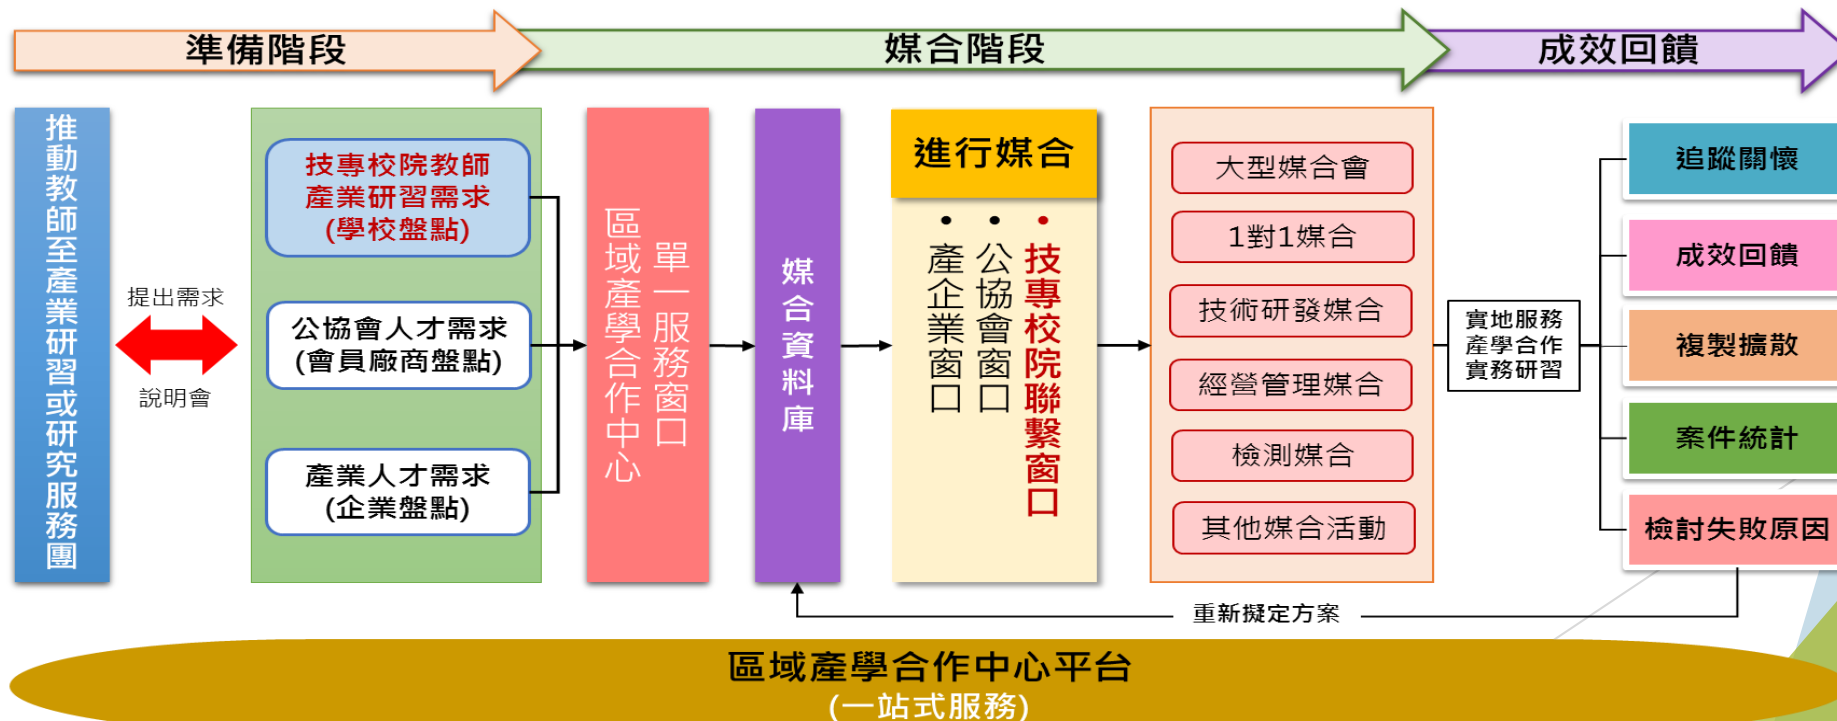 準備階段
媒合階段
成效回饋
推動教師至產業研習或研究服務團
提出需求
說明會
技專校院教師
產業研習需求
(學校盤點)
公協會人才需求
(會員廠商盤點)
產業人才需求
(企業盤點)
單一服務窗口
區域產學合作中心
媒合資料庫
進行媒合
•技專校院聯繫窗口
•公協會窗口
•產企業窗口
大型媒合會
1對1媒合
技術研發媒合
經營管理媒合
檢測媒合
其他媒合活動
實地服務
產學合作
實務研習
追蹤關懷
成效回饋
複製擴散
案件統計
檢討失敗原因
重新擬定方案
區域產學合作中心平台
(一站式服務)